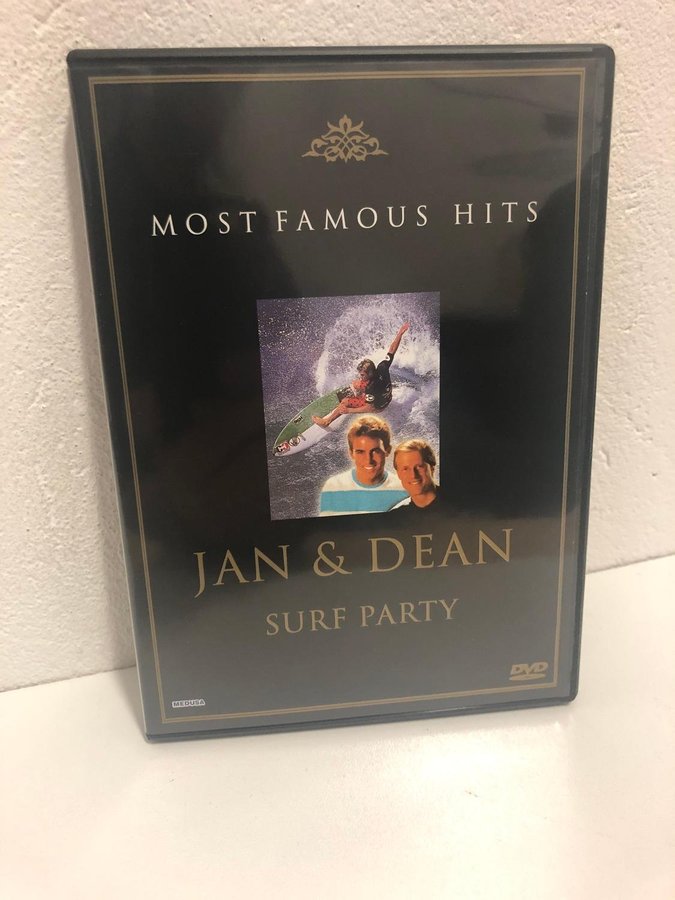 MOST FAMOUS HITS
JAN & DEAN
SURF PARTY
DVD
MEDUSA